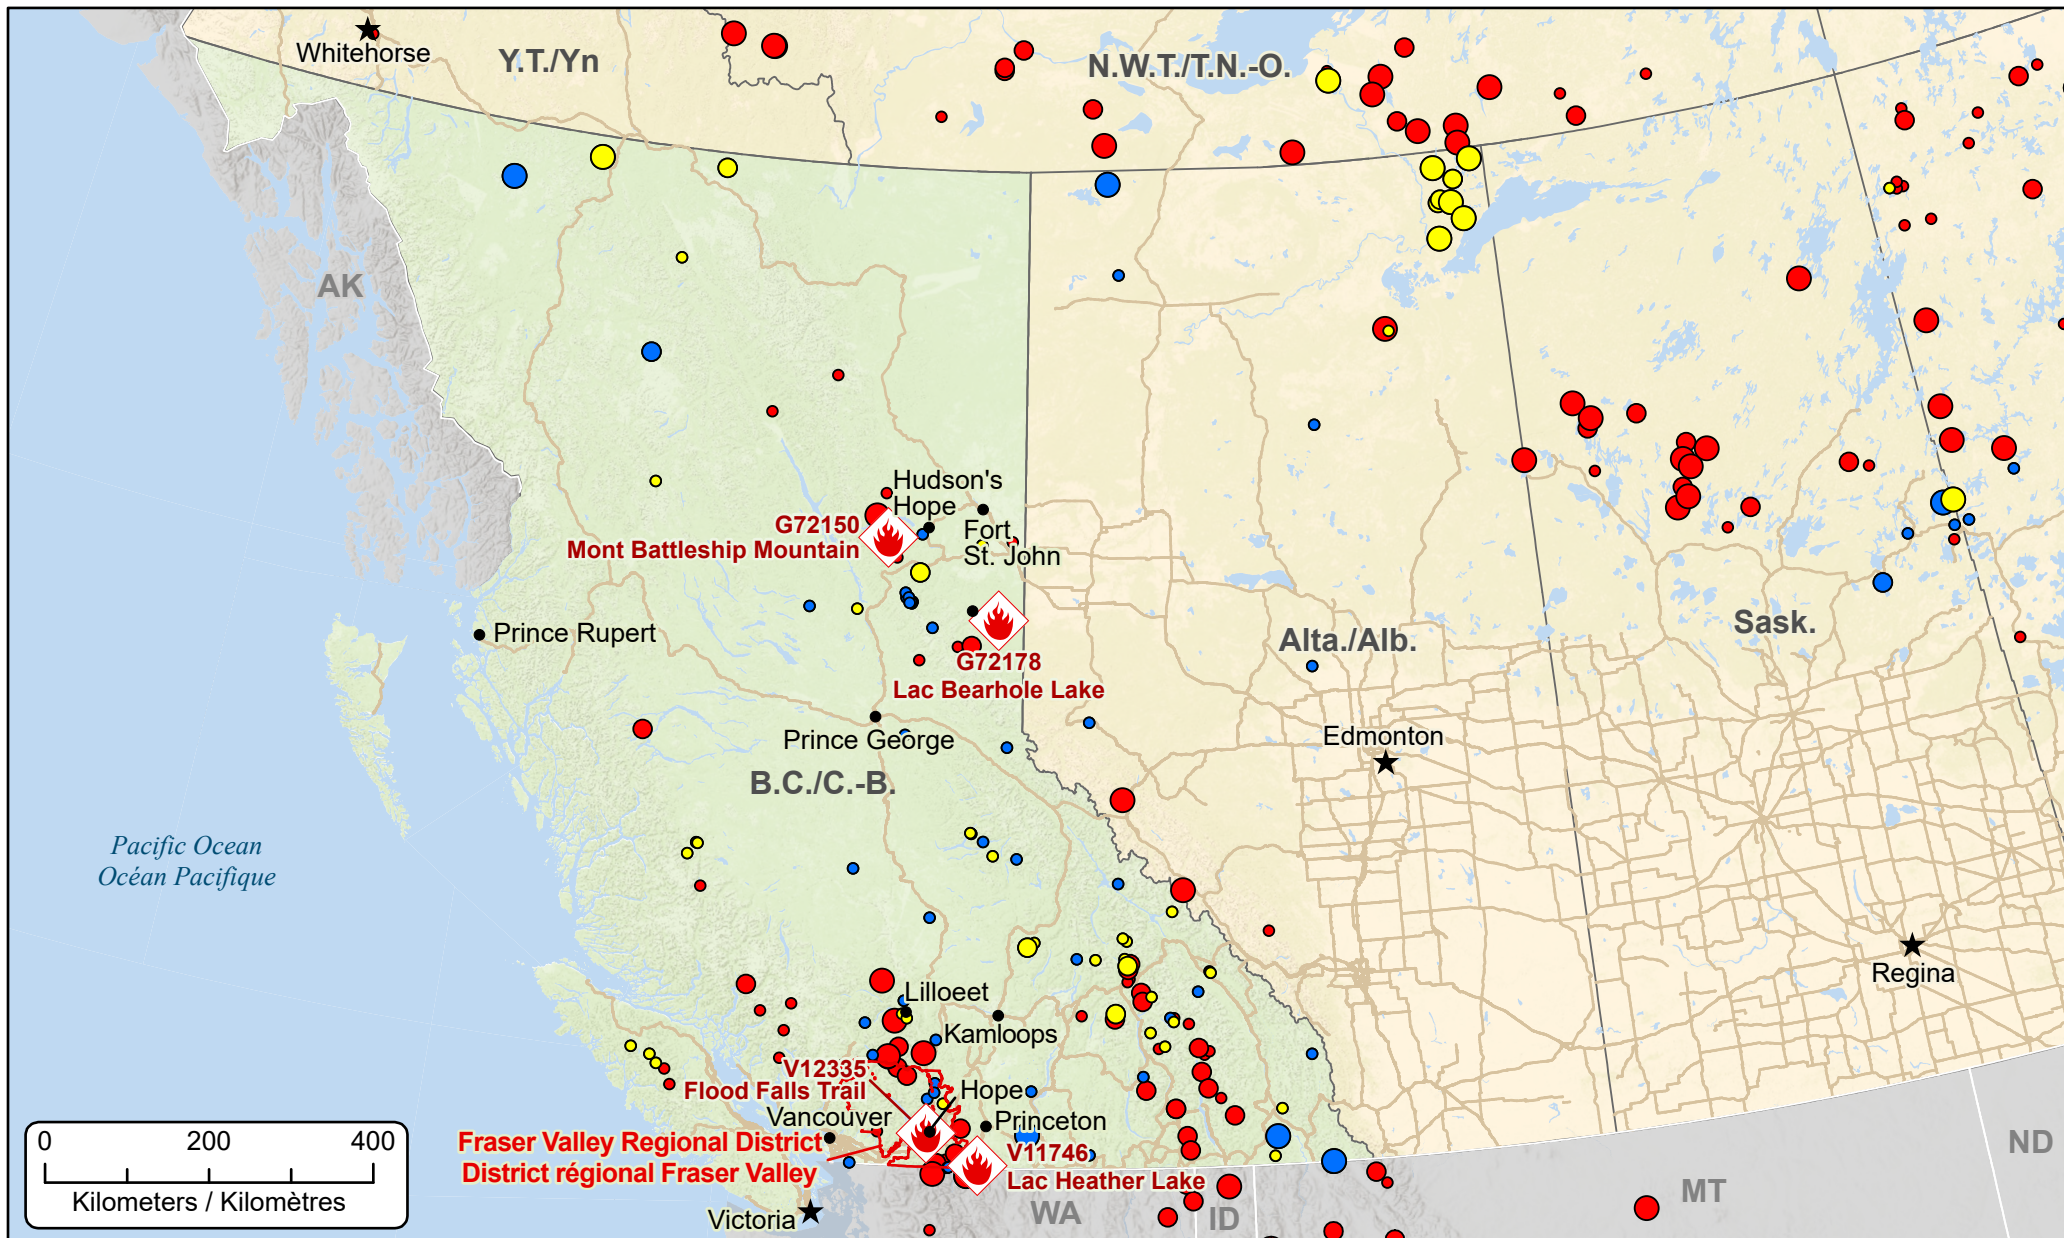 Whitehorse
Y.T./Yn
N.W.T./T.N.-O.
AK
Hudson's
Hope
G72150
Mont Battleship Mountain
Fort
St. John
Prince Rupert
G72178
Lac Bearhole Lake
Alta./Alb.
Sask.
Prince George
Edmonton
B.C./C.-B.
Pacific Ocean
Océan Pacifique
Regina
Lilloeet
Kamloops
V12335
Flood Falls Trail
Hope
Vancouver
Princeton
Fraser Valley Regional District
District régional Fraser Valley
V11746
Lac Heather Lake
Victoria
WA
ID
MT
ND
0 200 400
Kilometers / Kilomètres